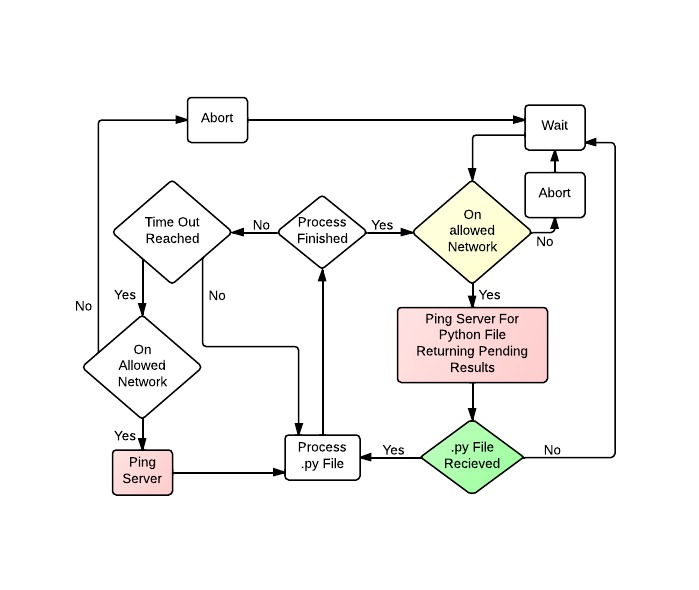 Abort
Wait
Abort
Time Out
Reached
No
Process
Finished
Yes
On
allowed
Network
No
Yes
No
No
Yes
Ping Server For
Python File
Returning Pending
Results
On
Allowed
Network
Yes
Ping
Server
Process
.py File
Yes
.py File
Recieved
No